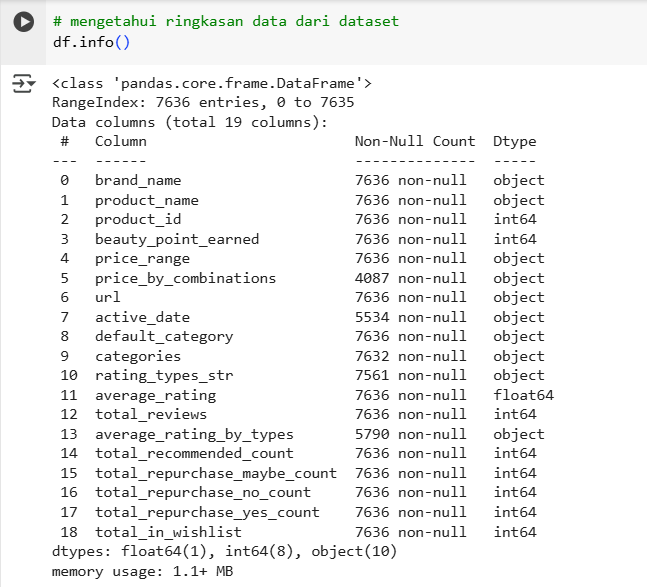 # mengetahui ringkasan data dari dataset
df.info()
<class 'pandas.core.frame.DataFrame'>
RangeIndex: 7636 entries, 0 to 7635
Data columns (total 19 columns):
 #   Column                       Non-Null Count  Dtype
---  ------                       --------------  -----
 0   brand_name                   7636 non-null   object
 1   product_name                 7636 non-null   object
 2   product_id                   7636 non-null   int64
 3   beauty_point_earned          7636 non-null   int64
 4   price_range                  7636 non-null   object
 5   price_by_combinations        4087 non-null   object
 6   url                          7636 non-null   object
 7   active_date                  5534 non-null   object
 8   default_category             7636 non-null   object
 9   categories                   7632 non-null   object
 10  rating_types_str             7561 non-null   object
 11  average_rating               7636 non-null   float64
 12  total_reviews                7636 non-null   int64
 13  average_rating_by_types      5790 non-null   object
 14  total_recommended_count      7636 non-null   int64
 15  total_repurchase_maybe_count 7636 non-null   int64
 16  total_repurchase_no_count    7636 non-null   int64
 17  total_repurchase_yes_count   7636 non-null   int64
 18  total_in_wishlist            7636 non-null   int64
dtypes: float64(1), int64(8), object(10)
memory usage: 1.1+ MB